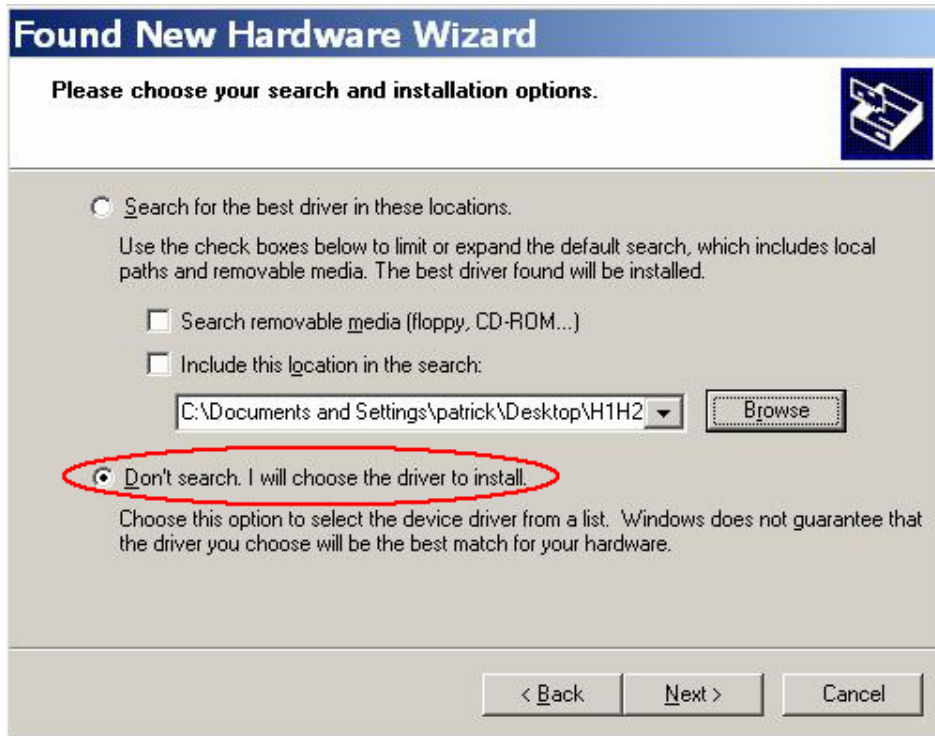 Found New Hardware Wizard
Please choose your search and installation options.
Search for the best driver in these locations.
Use the check boxes below to limit or expand the default search, which includes local
paths and removable media. The best driver found will be installed.
Search removable media (floppy, CD-ROM...)
Include this location in the search:
C:\Documents and Settings\patrick\Desktop\H1H2
Browse
Don't search. I will choose the driver to install.
Choose this option to select the device driver from a list. Windows does not guarantee that
the driver you choose will be the best match for your hardware.
< Back Next > Cancel